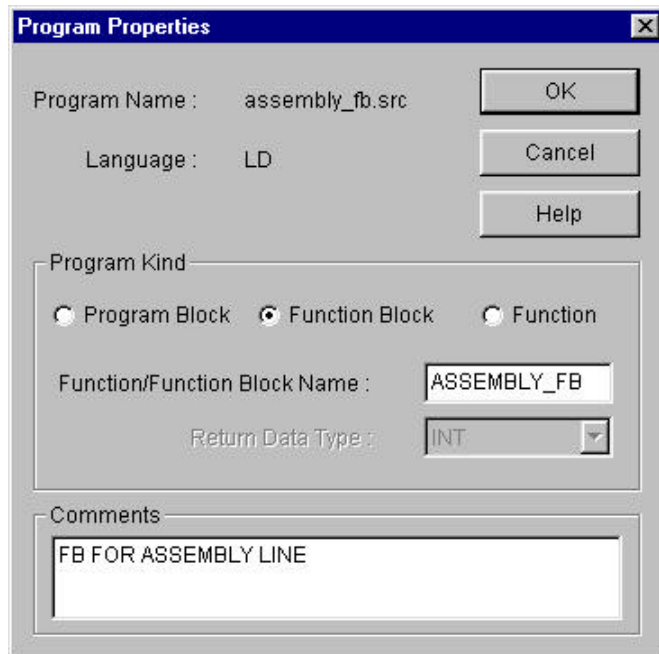 Program Properties
Program Name : assembly_fb.src
OK
Language : LD
Cancel
Help
Program Kind
Program Block Function Block Function
Function/Function Block Name : ASSEMBLY_FB
Return Data Type : INT
Comments
FB FOR ASSEMBLY LINE